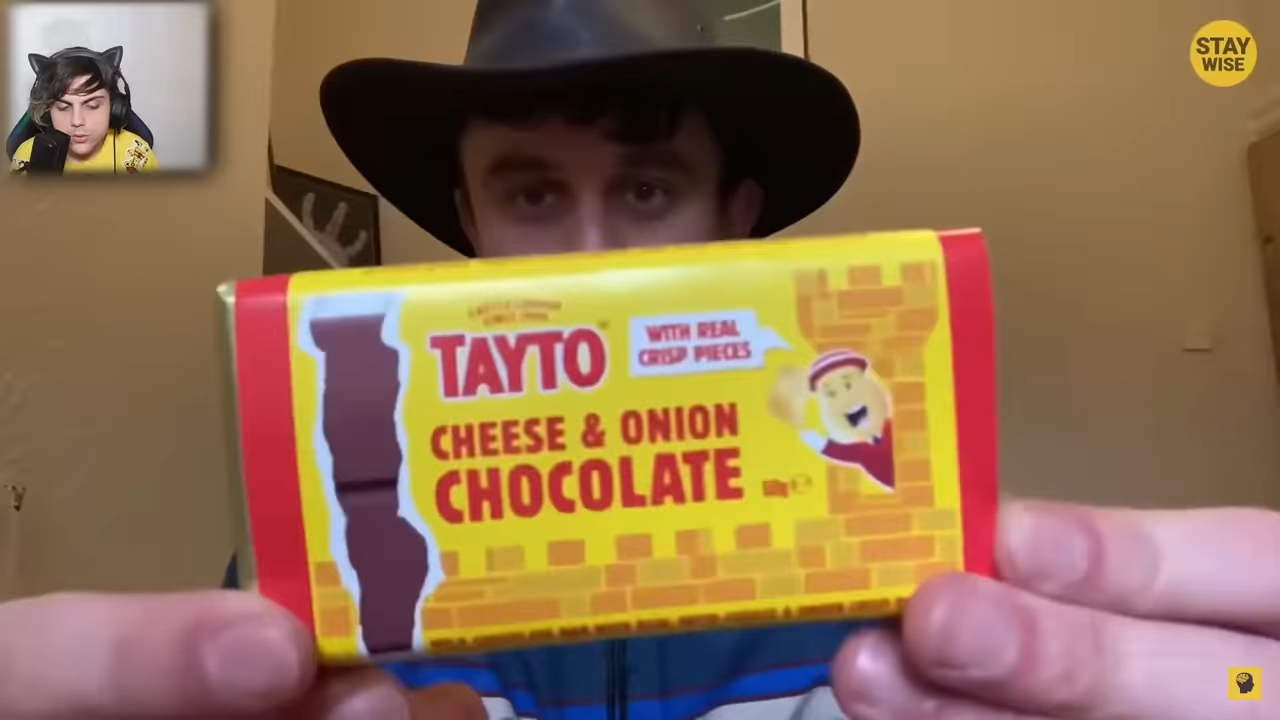 STAY
WISE
TAYTO
WITH REAL
CRISP PIECES
CHEESE & ONION
CHOCOLATE